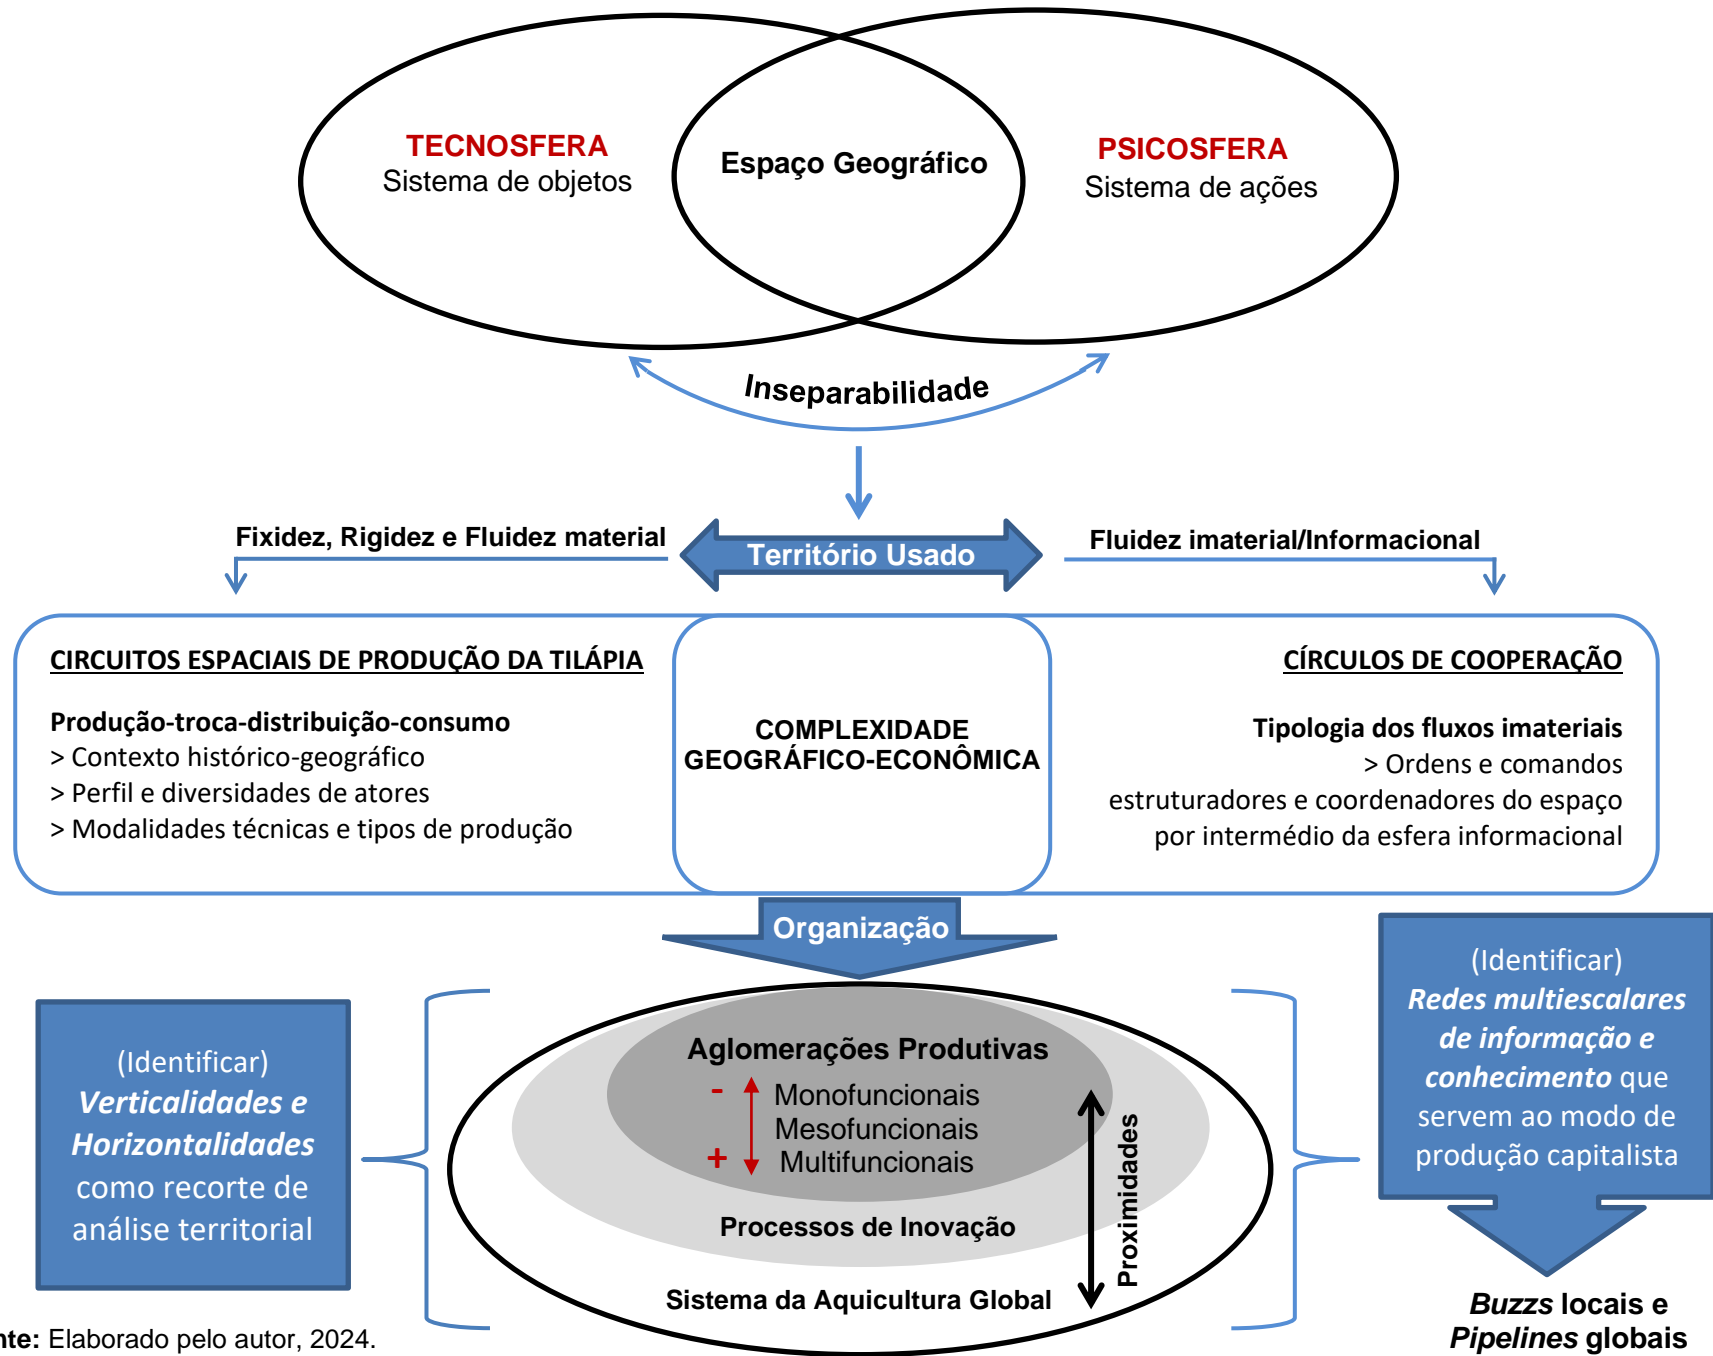 TECNOSFERA
Sistema de objetos
Espaço Geográfico
PSICOSFERA
Sistema de ações
Inseparabilidade
Fixidez, Rigidez e Fluidez material
Território Usado
Fluidez imaterial/Informacional
CIRCUITOS ESPACIAIS DE PRODUÇÃO DA TILÁPIA
Produção-troca-distribuição-consumo
> Contexto histórico-geográfico
> Perfil e diversidades de atores
> Modalidades técnicas e tipos de produção
COMPLEXIDADE
GEOGRÁFICO-ECONÔMICA
CÍRCULOS DE COOPERAÇÃO
Tipologia dos fluxos imateriais
> Ordens e comandos
estruturadores e coordenadores do espaço
por intermédio da esfera informacional
Organização
(Identificar)
Verticalidades e
Horizontalidades
como recorte de
análise territorial
Aglomerações Produtivas
- Monofuncionais
Mesofuncionais
+ Multifuncionais
Proximidades
Processos de Inovação
Sistema da Aquicultura Global
(Identificar)
Redes multiescalares
de informação e
conhecimento que
servem ao modo de
produção capitalista
Buzzs locais e
Pipelines globais
nte: Elaborado pelo autor, 2024.